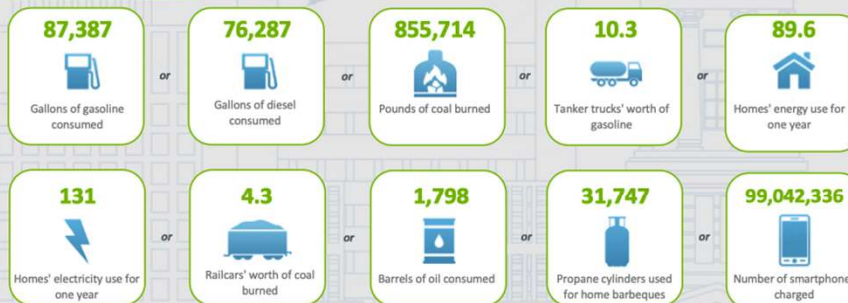 87,387
76,287
855,714
10.3
89.6
or
or
or
or
Gallons of gasoline
consumed
Gallons of diesel
consumed
Pounds of coal burned
Tanker trucks' worth of
gasoline
Homes' energy use for
one year
131
4.3
1,798
31,747
99,042,336
or
or
or
or
Homes' electricity use for
one year
Railcars' worth of coal
burned
Barrels of oil consumed
Propane cylinders used
for home barbeques
Number of smartphone
charged